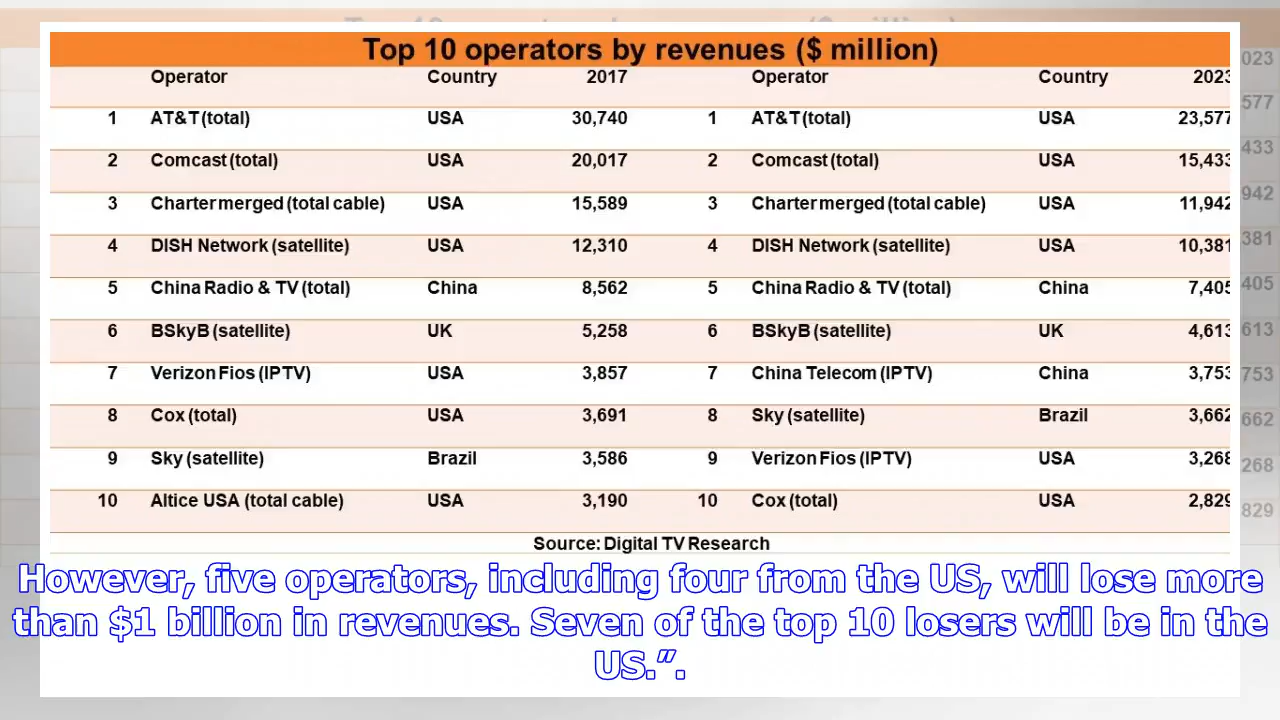 Top 10 operators by revenues ($ million)
Operator Country 2017 Operator Country 2023
1 AT&T (total) USA 30,740 1 AT&T (total) USA 23,577
2 Comcast (total) USA 20,017 2 Comcast (total) USA 15,433
3 Charter merged (total cable) USA 15,589 3 Charter merged (total cable) USA 11,942
4 DISH Network (satellite) USA 12,310 4 DISH Network (satellite) USA 10,381
5 China Radio & TV (total) China 8,562 5 China Radio & TV (total) China 7,405
6 BSkyB (satellite) UK 5,258 6 BSkyB (satellite) UK 4,613
7 Verizon Fios (IPTV) USA 3,857 7 China Telecom (IPTV) China 3,753
8 Cox (total) USA 3,691 8 Sky (satellite) Brazil 3,662
9 Sky (satellite) Brazil 3,586 9 Verizon Fios (IPTV) USA 3,268
10 Altice USA (total cable) USA 3,190 10 Cox (total) USA 2,829
Source: Digital TV Research
However, five operators, including four from the US, will lose more
than $1 billion in revenues. Seven of the top 10 losers will be in the
US.”.